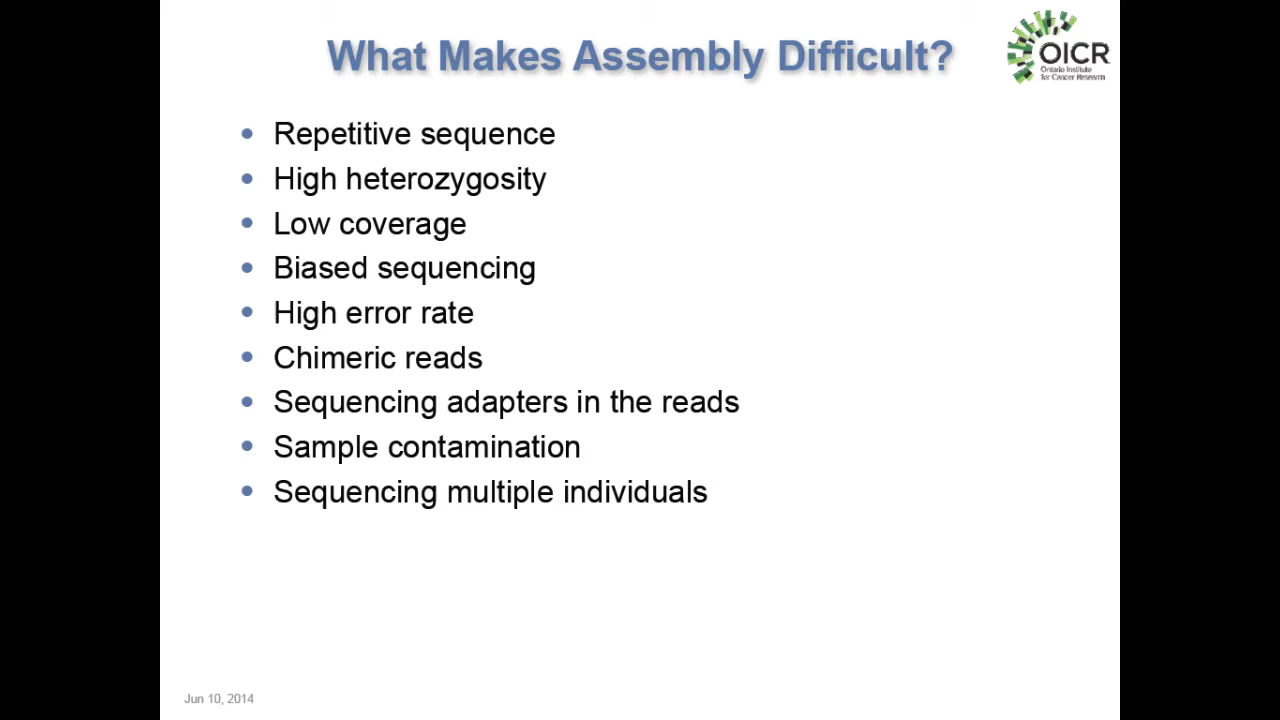 What Makes Assembly Difficult?
OICR
Ontario Institute
for Cancer Research
• Repetitive sequence
• High heterozygosity
• Low coverage
• Biased sequencing
• High error rate
• Chimeric reads
• Sequencing adapters in the reads
• Sample contamination
• Sequencing multiple individuals
Jun 10, 2014